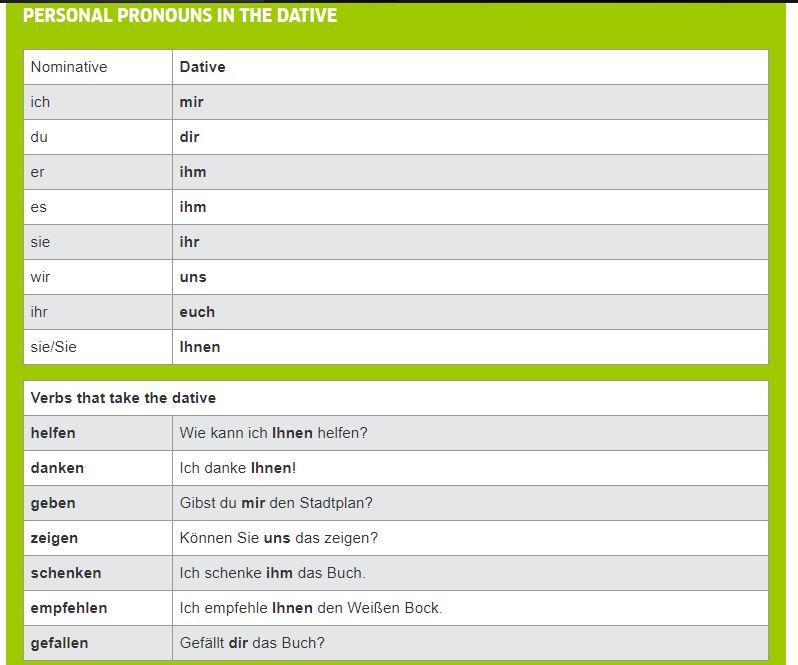 PERSONAL PRONOUNS IN THE DATIVE
Nominative Dative
ich mir
du dir
er ihm
es ihm
sie ihr
wir uns
ihr euch
sie/Sie Ihnen
Verbs that take the dative
helfen Wie kann ich Ihnen helfen?
danken Ich danke Ihnen!
geben Gibst du mir den Stadtplan?
zeigen Können Sie uns das zeigen?
schenken Ich schenke ihm das Buch.
empfehlen Ich empfehle Ihnen den Weißen Bock.
gefallen Gefällt dir das Buch?